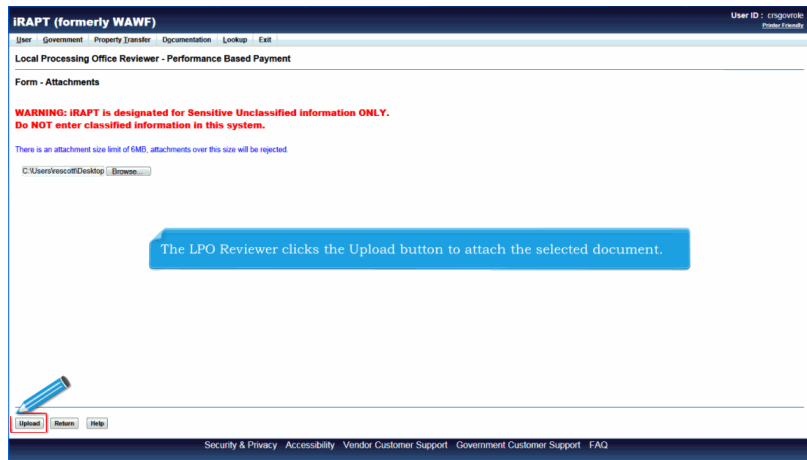 iRAPT (formerly WAWF)
User ID : crsgovrole
Printer Friendly
User Government Property Transfer Documentation Lookup Exit
Local Processing Office Reviewer - Performance Based Payment
Form - Attachments
WARNING: iRAPT is designated for Sensitive Unclassified information ONLY.
Do NOT enter classified information in this system.
There is an attachment size limit of 6MB, attachments over this size will be rejected.
C:\Users\rescott\Desktop Browse...
The LPO Reviewer clicks the Upload button to attach the selected document.
Upload Return Help
Security & Privacy Accessibility Vendor Customer Support Government Customer Support FAQ